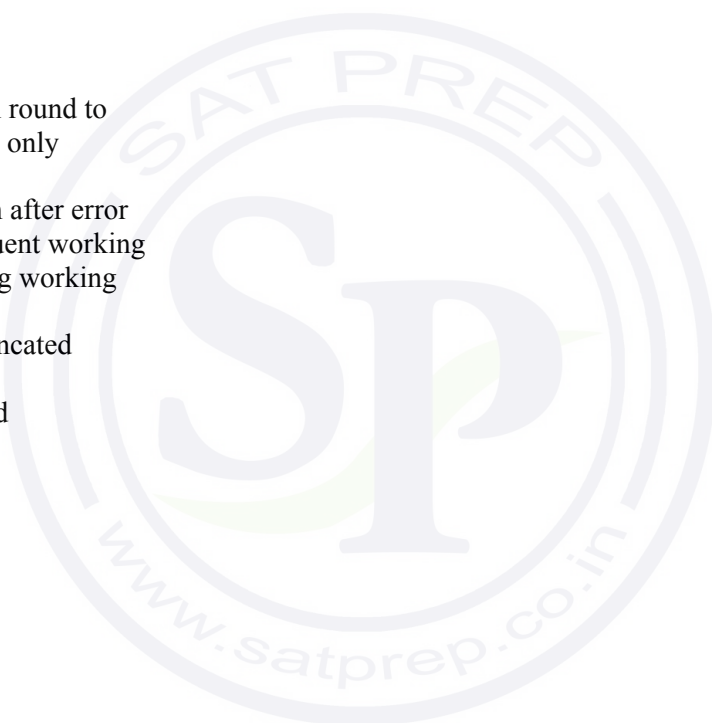 round to
only
after error
uent working
g working
ncated
d
SAT PREP
SP
www.satprep.co.in